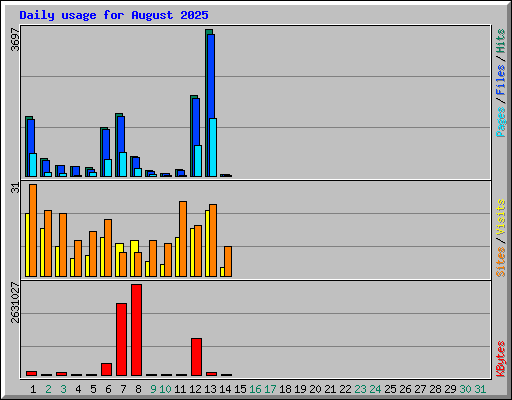 Daily usage for August 2025
3697
Pages / Files / Hits
31
Sites / Visits
2631027
KBytes
1 2 3 4 5 6 7 8 9 10 11 12 13 14 15 16 17 18 19 20 21 22 23 24 25 26 27 28 29 30 31